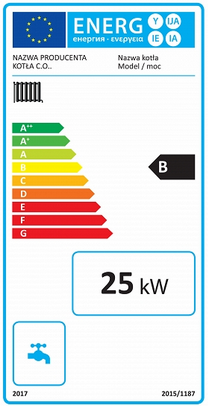 ENERG Y IJA
енергия · ενεργεια IE IA
NAZWA PRODUCENTA Nazwa kotła
KOTŁA C.O.. Model / moc
A++
A+
A
B
B
C
D
E
F
G
25 kW
2017 2015/1187